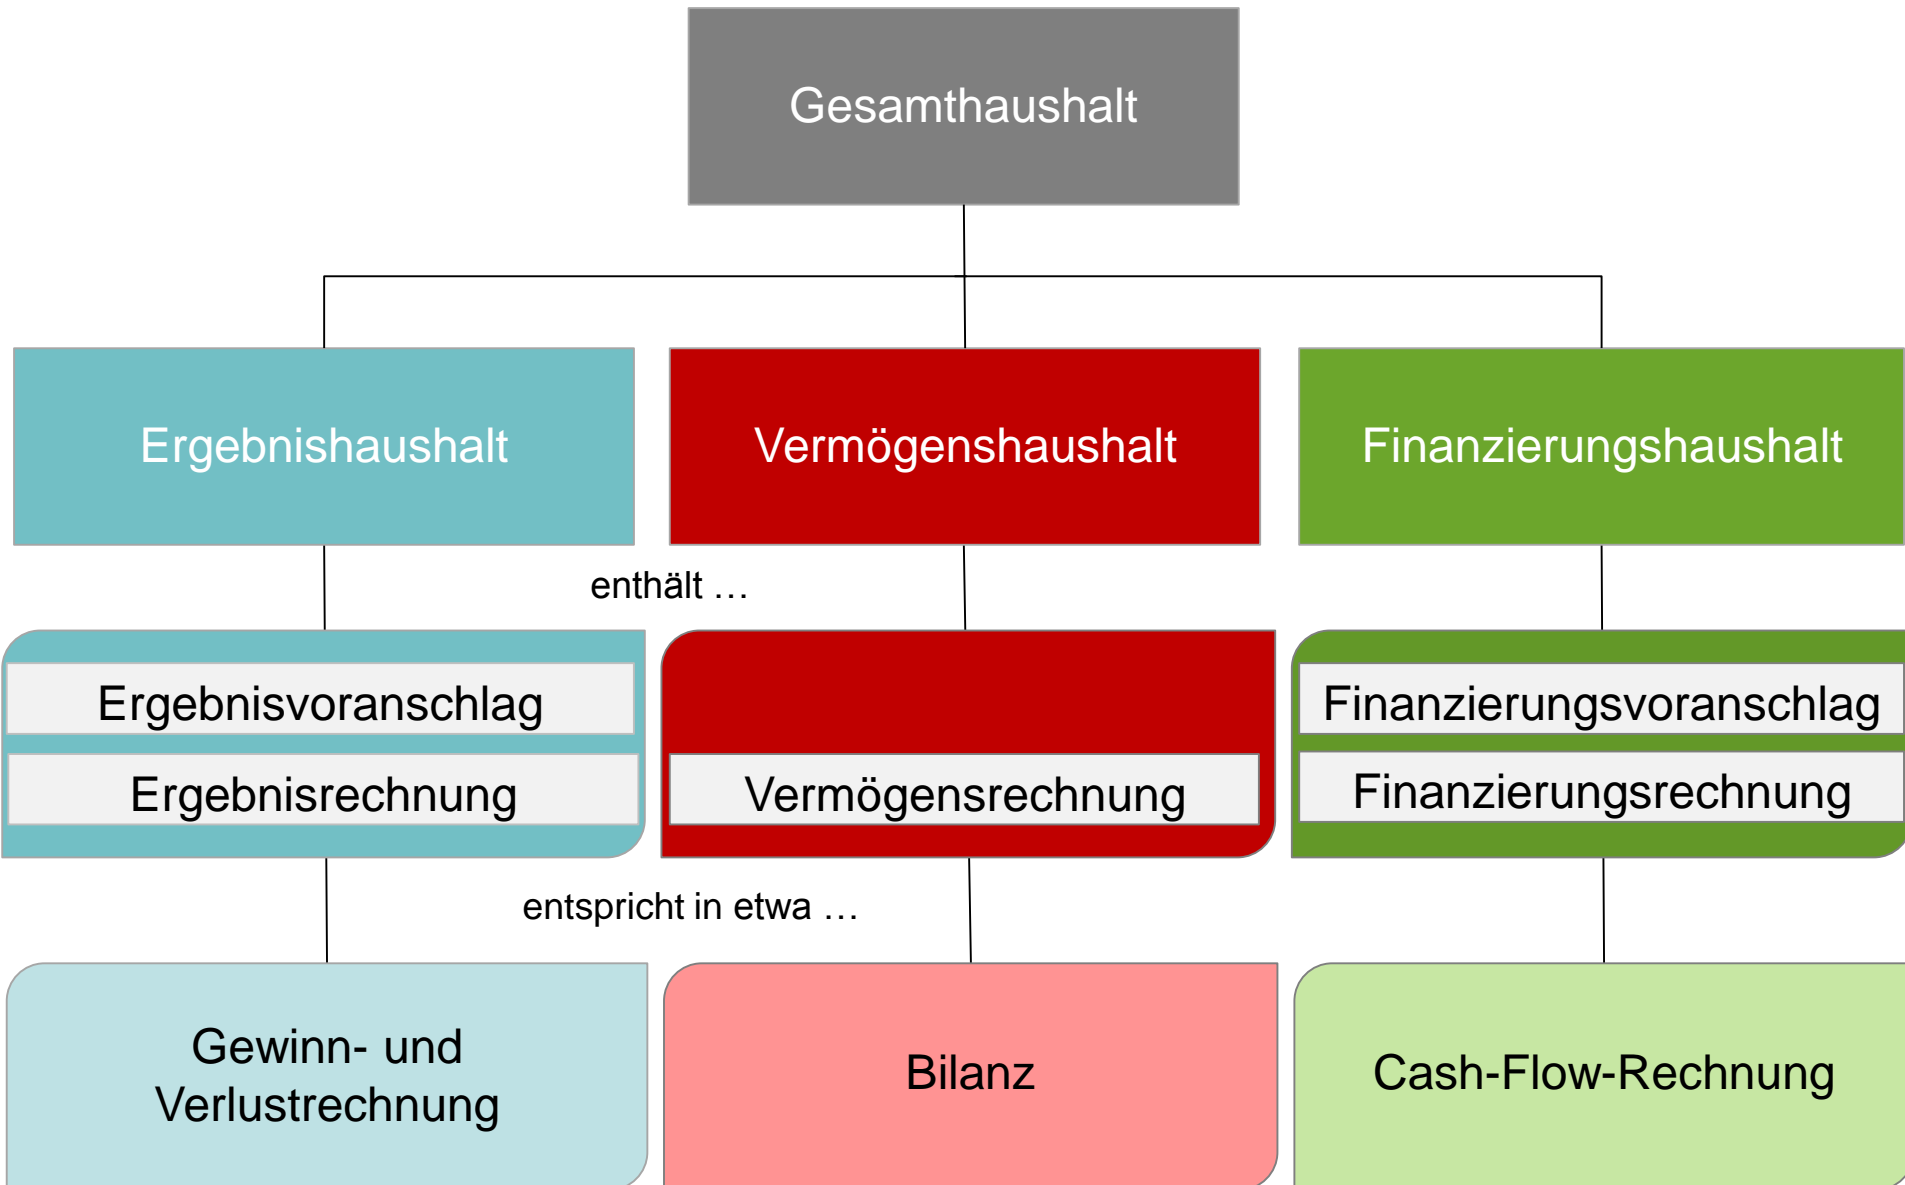 Gesamthaushalt
Ergebnishaushalt
Vermögenshaushalt
Finanzierungshaushalt
enthält …
Ergebnisvoranschlag
Finanzierungsvoranschlag
Ergebnisrechnung
Vermögensrechnung
Finanzierungsrechnung
entspricht in etwa …
Gewinn- und
Verlustrechnung
Bilanz
Cash-Flow-Rechnung